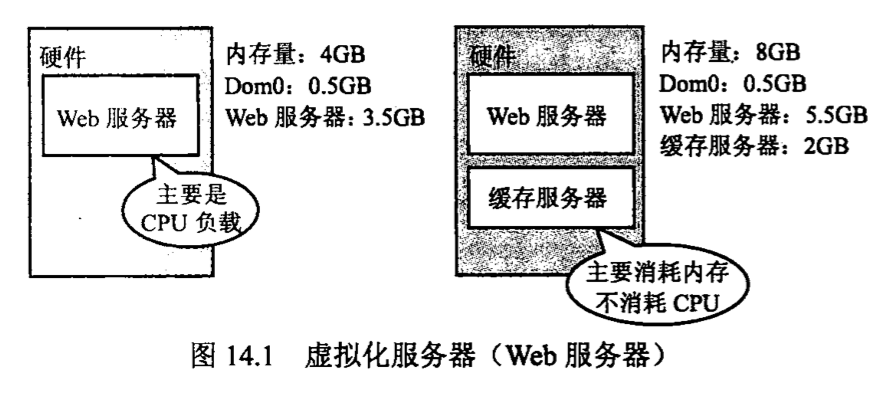 硬件
Web 服务器
主要是
CPU 负载
内存量：4GB
Dom0：0.5GB
Web 服务器：3.5GB
硬件
Web 服务器
缓存服务器
主要消耗内存
不消耗 CPU
内存量：8GB
Dom0：0.5GB
Web 服务器：5.5GB
缓存服务器：2GB
图 14.1 虚拟化服务器（Web 服务器）